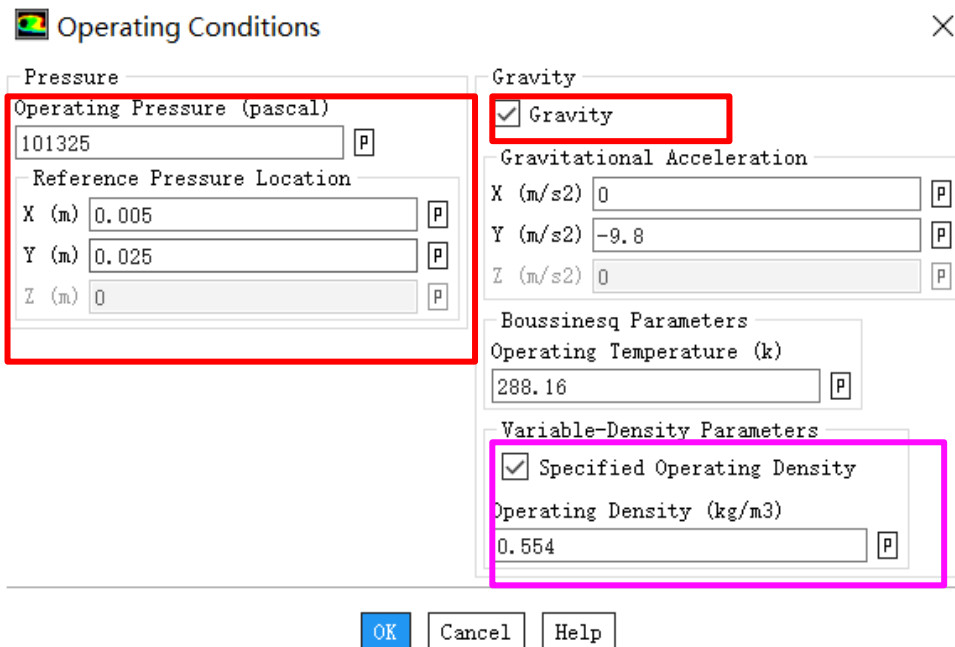 Operating Conditions
Pressure
Operating Pressure (pascal)
101325
P
Reference Pressure Location
X (m) 0.005 P
Y (m) 0.025 P
Z (m) 0 P
Gravity
Gravity
Gravitational Acceleration
X (m/s2) 0 P
Y (m/s2) -9.8 P
Z (m/s2) 0 P
Boussinesq Parameters
Operating Temperature (k)
288.16 P
Variable-Density Parameters
Specified Operating Density
Operating Density (kg/m3)
0.554 P
OK Cancel Help